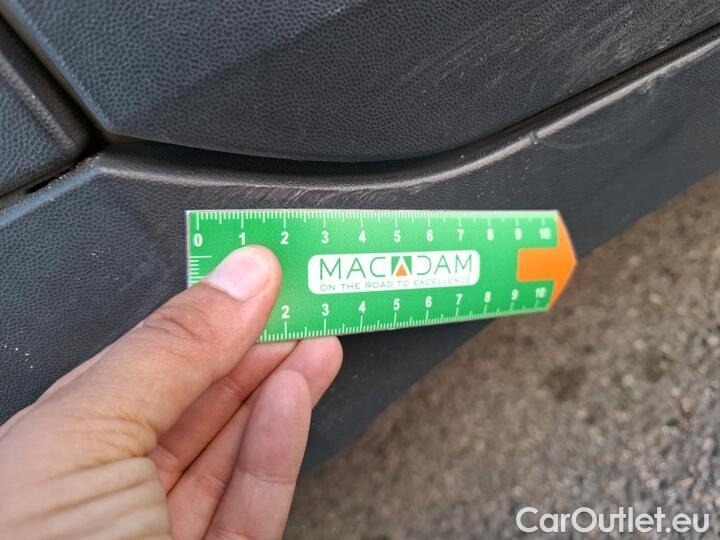 0 1 2 3 4 5 6 7 8 9 10
MACADAM
ON THE ROAD TO EXCELLENCE
2 3 4 5 6 7 8 9 10
CarOutlet.eu